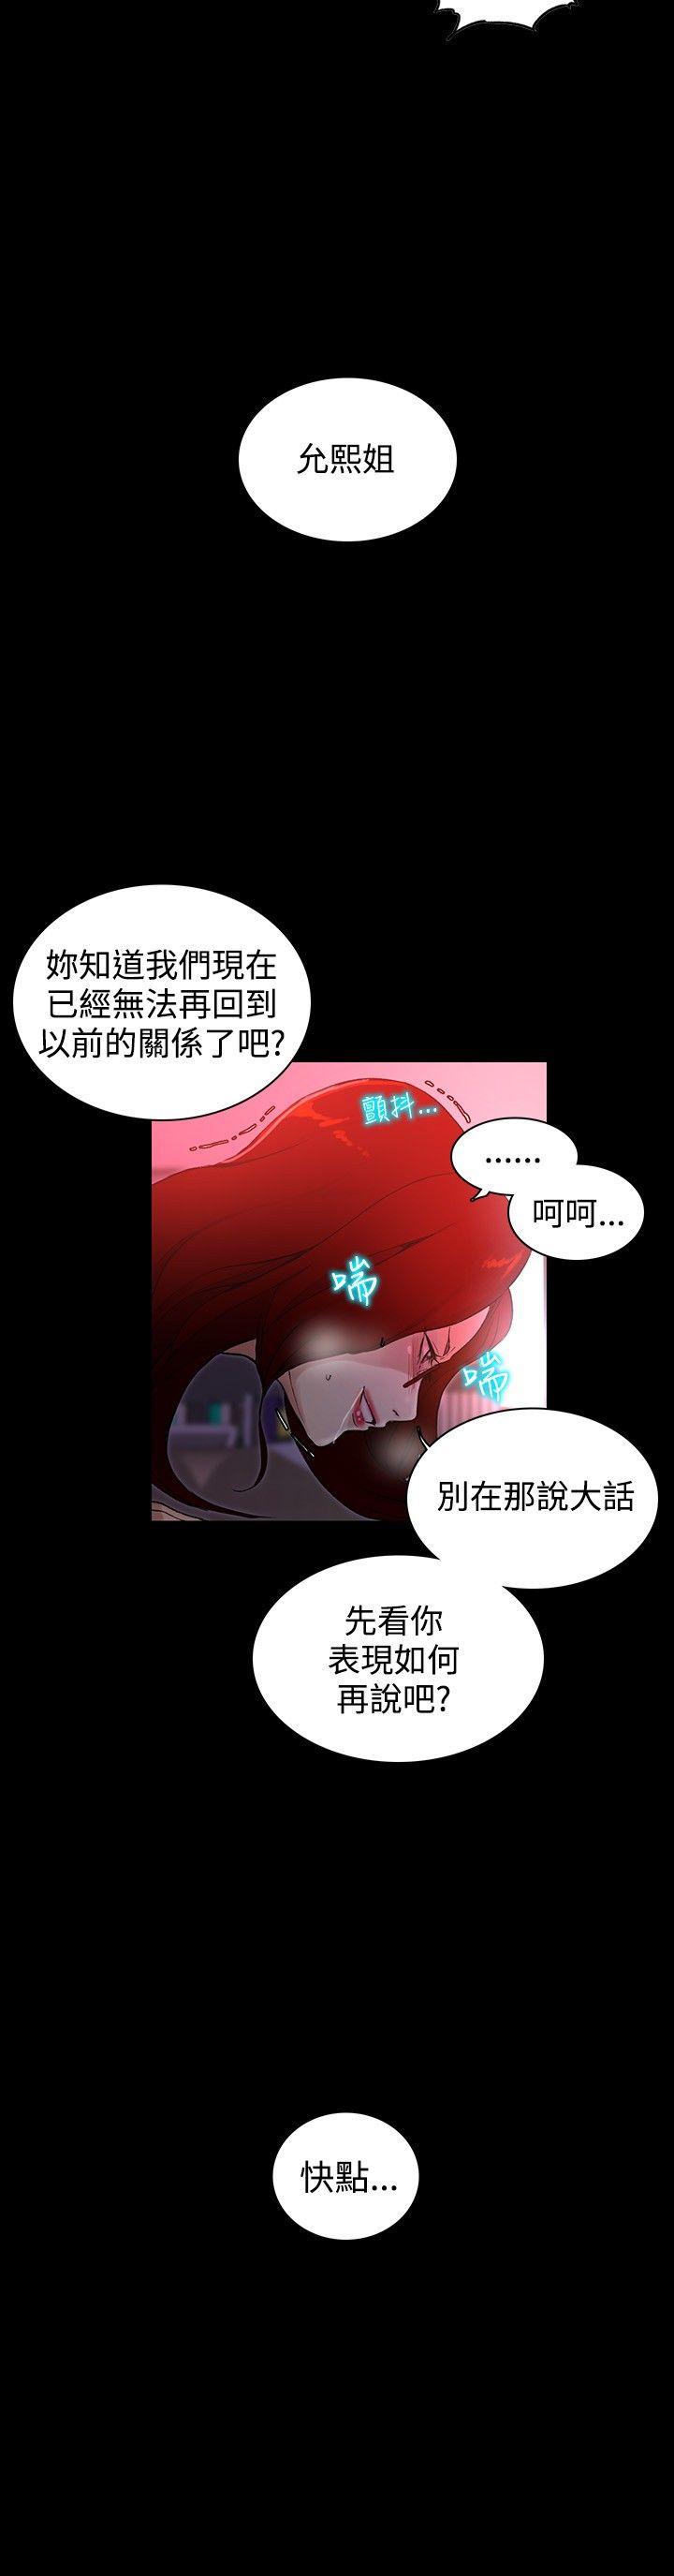 允熙姐
妳知道我們現在
已經無法再回到
以前的關係了吧?
顫抖...
......
呵呵...
喘
喘
別在那說大話
先看你
表現如何
再說吧?
快點...